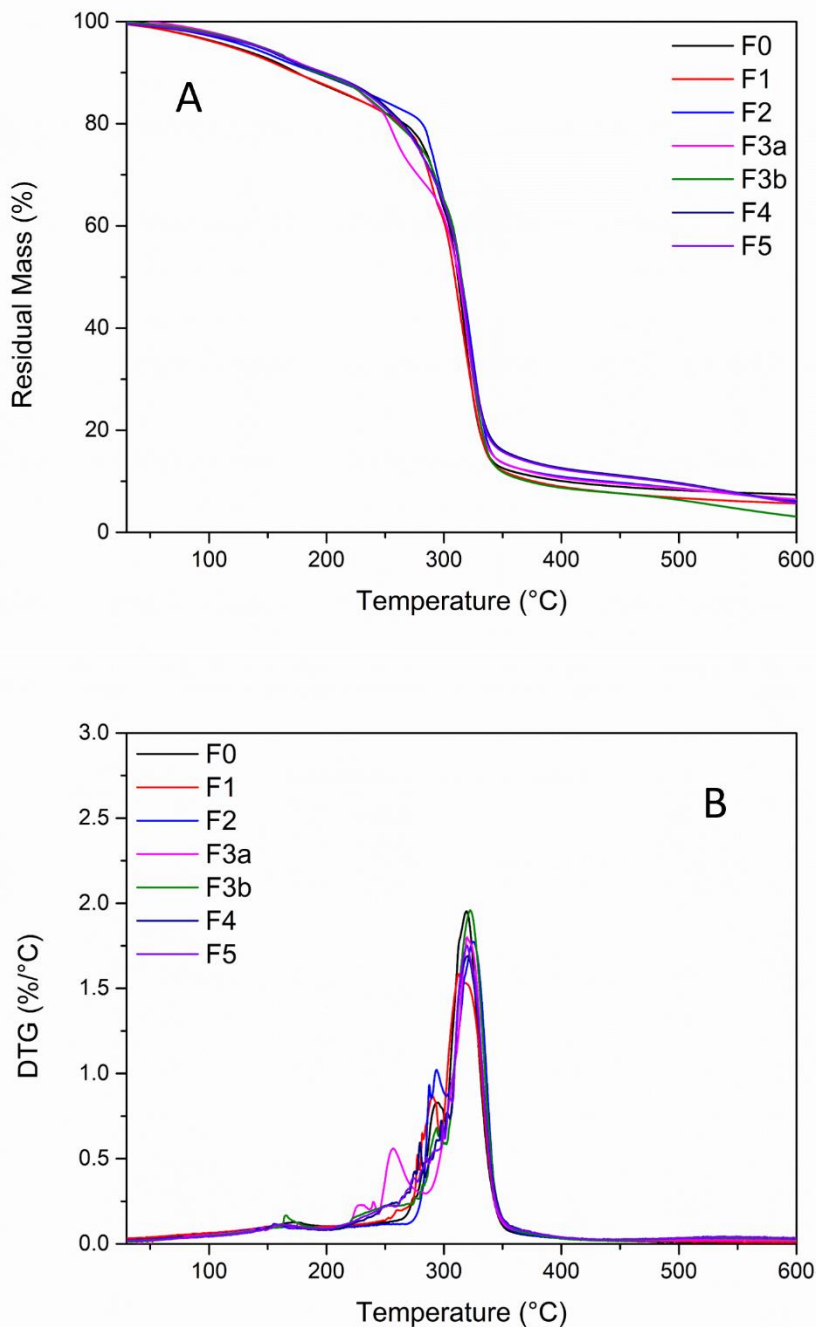 100
80
60
40
20
0
Residual Mass (%)
A
F0
F1
F2
F3a
F3b
F4
F5
100 200 300 400 500 600
Temperature (°C)
3.0
2.5
2.0
1.5
1.0
0.5
0.0
DTG (%/°C)
F0
F1
F2
F3a
F3b
F4
F5
B
100 200 300 400 500 600
Temperature (°C)